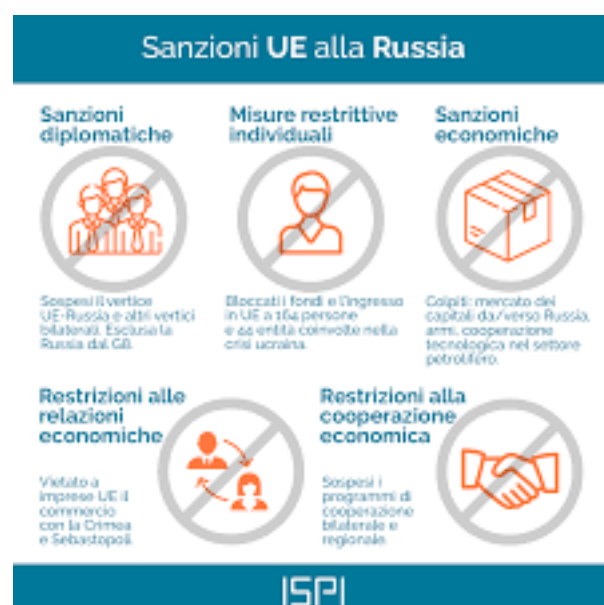 Sanzioni UE alla Russia
Sanzioni
diplomatiche
Sospesi il vertice
UE-Russia e altri vertici
bilaterali. Esclusa la
Russia dal G8.
Misure restrittive
individuali
Bloccati i fondi e l'ingresso
in UE a 164 persone
e 44 entità coinvolte nella
crisi ucraina.
Sanzioni
economiche
Colpiti: mercato dei
capitali da/verso Russia,
armi, cooperazione
tecnologica nel settore
petrolifero.
Restrizioni alle
relazioni
economiche
Vietato a
imprese UE il
commercio
con la Crimea
e Sebastopoli.
Restrizioni alla
cooperazione
economica
Sospesi i
programmi di
cooperazione
bilaterale e
regionale.
ISPI